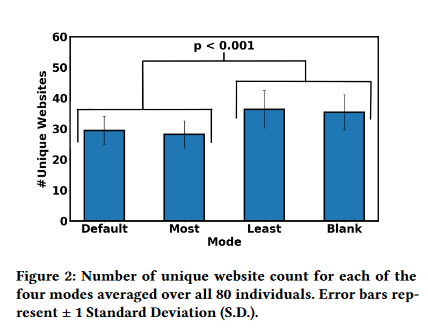 60
p < 0.001
50
40
30
20
10
0
#Unique Websites
Default Most Least Blank
Mode
Figure 2: Number of unique website count for each of the
four modes averaged over all 80 individuals. Error bars rep-
resent ± 1 Standard Deviation (S.D.).